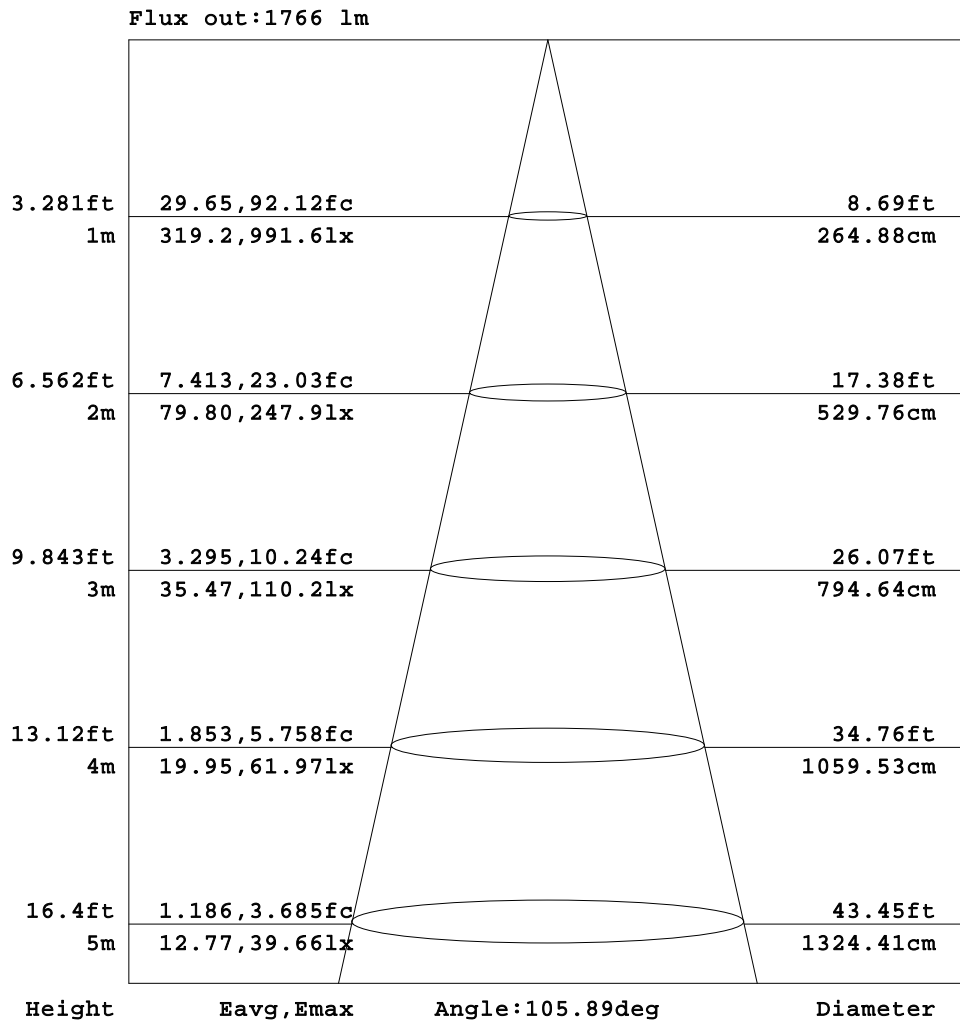 Flux out:1766 lm
3.281ft 29.65,92.12fc 8.69ft
1m 319.2,991.6lx 264.88cm
6.562ft 7.413,23.03fc 17.38ft
2m 79.80,247.9lx 529.76cm
9.843ft 3.295,10.24fc 26.07ft
3m 35.47,110.2lx 794.64cm
13.12ft 1.853,5.758fc 34.76ft
4m 19.95,61.97lx 1059.53cm
16.4ft 1.186,3.685fc 43.45ft
5m 12.77,39.66lx 1324.41cm
Height Eavg,Emax Angle:105.89deg Diameter